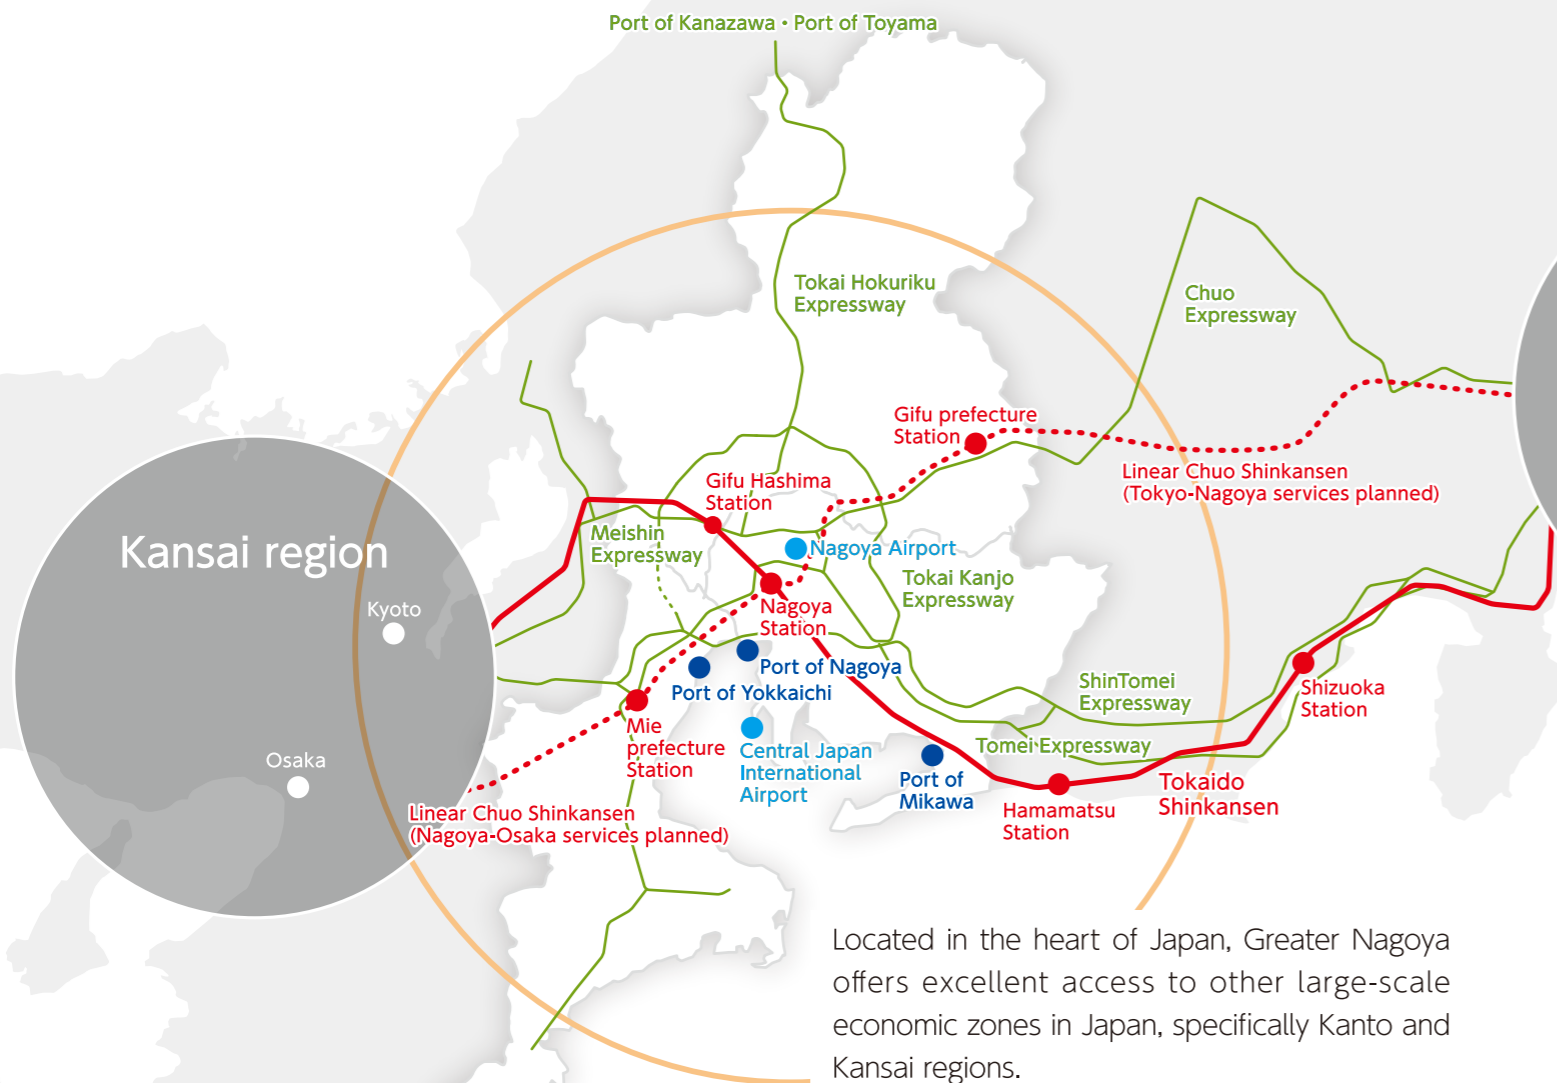 Port of Kanazawa・Port of Toyama
Tokai Hokuriku
Expressway
Chuo
Expressway
Gifu prefecture
Station
Linear Chuo Shinkansen
(Tokyo-Nagoya services planned)
Gifu Hashima
Station
Meishin
Expressway
Nagoya Airport
Kansai region
Tokai Kanjo
Expressway
Kyoto
Nagoya
Station
Port of Nagoya
Port of Yokkaichi
ShinTomei
Expressway
Shizuoka
Station
Mie
prefecture
Station
Central Japan
International
Airport
Tomei Expressway
Osaka
Port of
Mikawa
Tokaido
Shinkansen
Hamamatsu
Station
Linear Chuo Shinkansen
(Nagoya-Osaka services planned)
Located in the heart of Japan, Greater Nagoya
offers excellent access to other large-scale
economic zones in Japan, specifically Kanto and
Kansai regions.